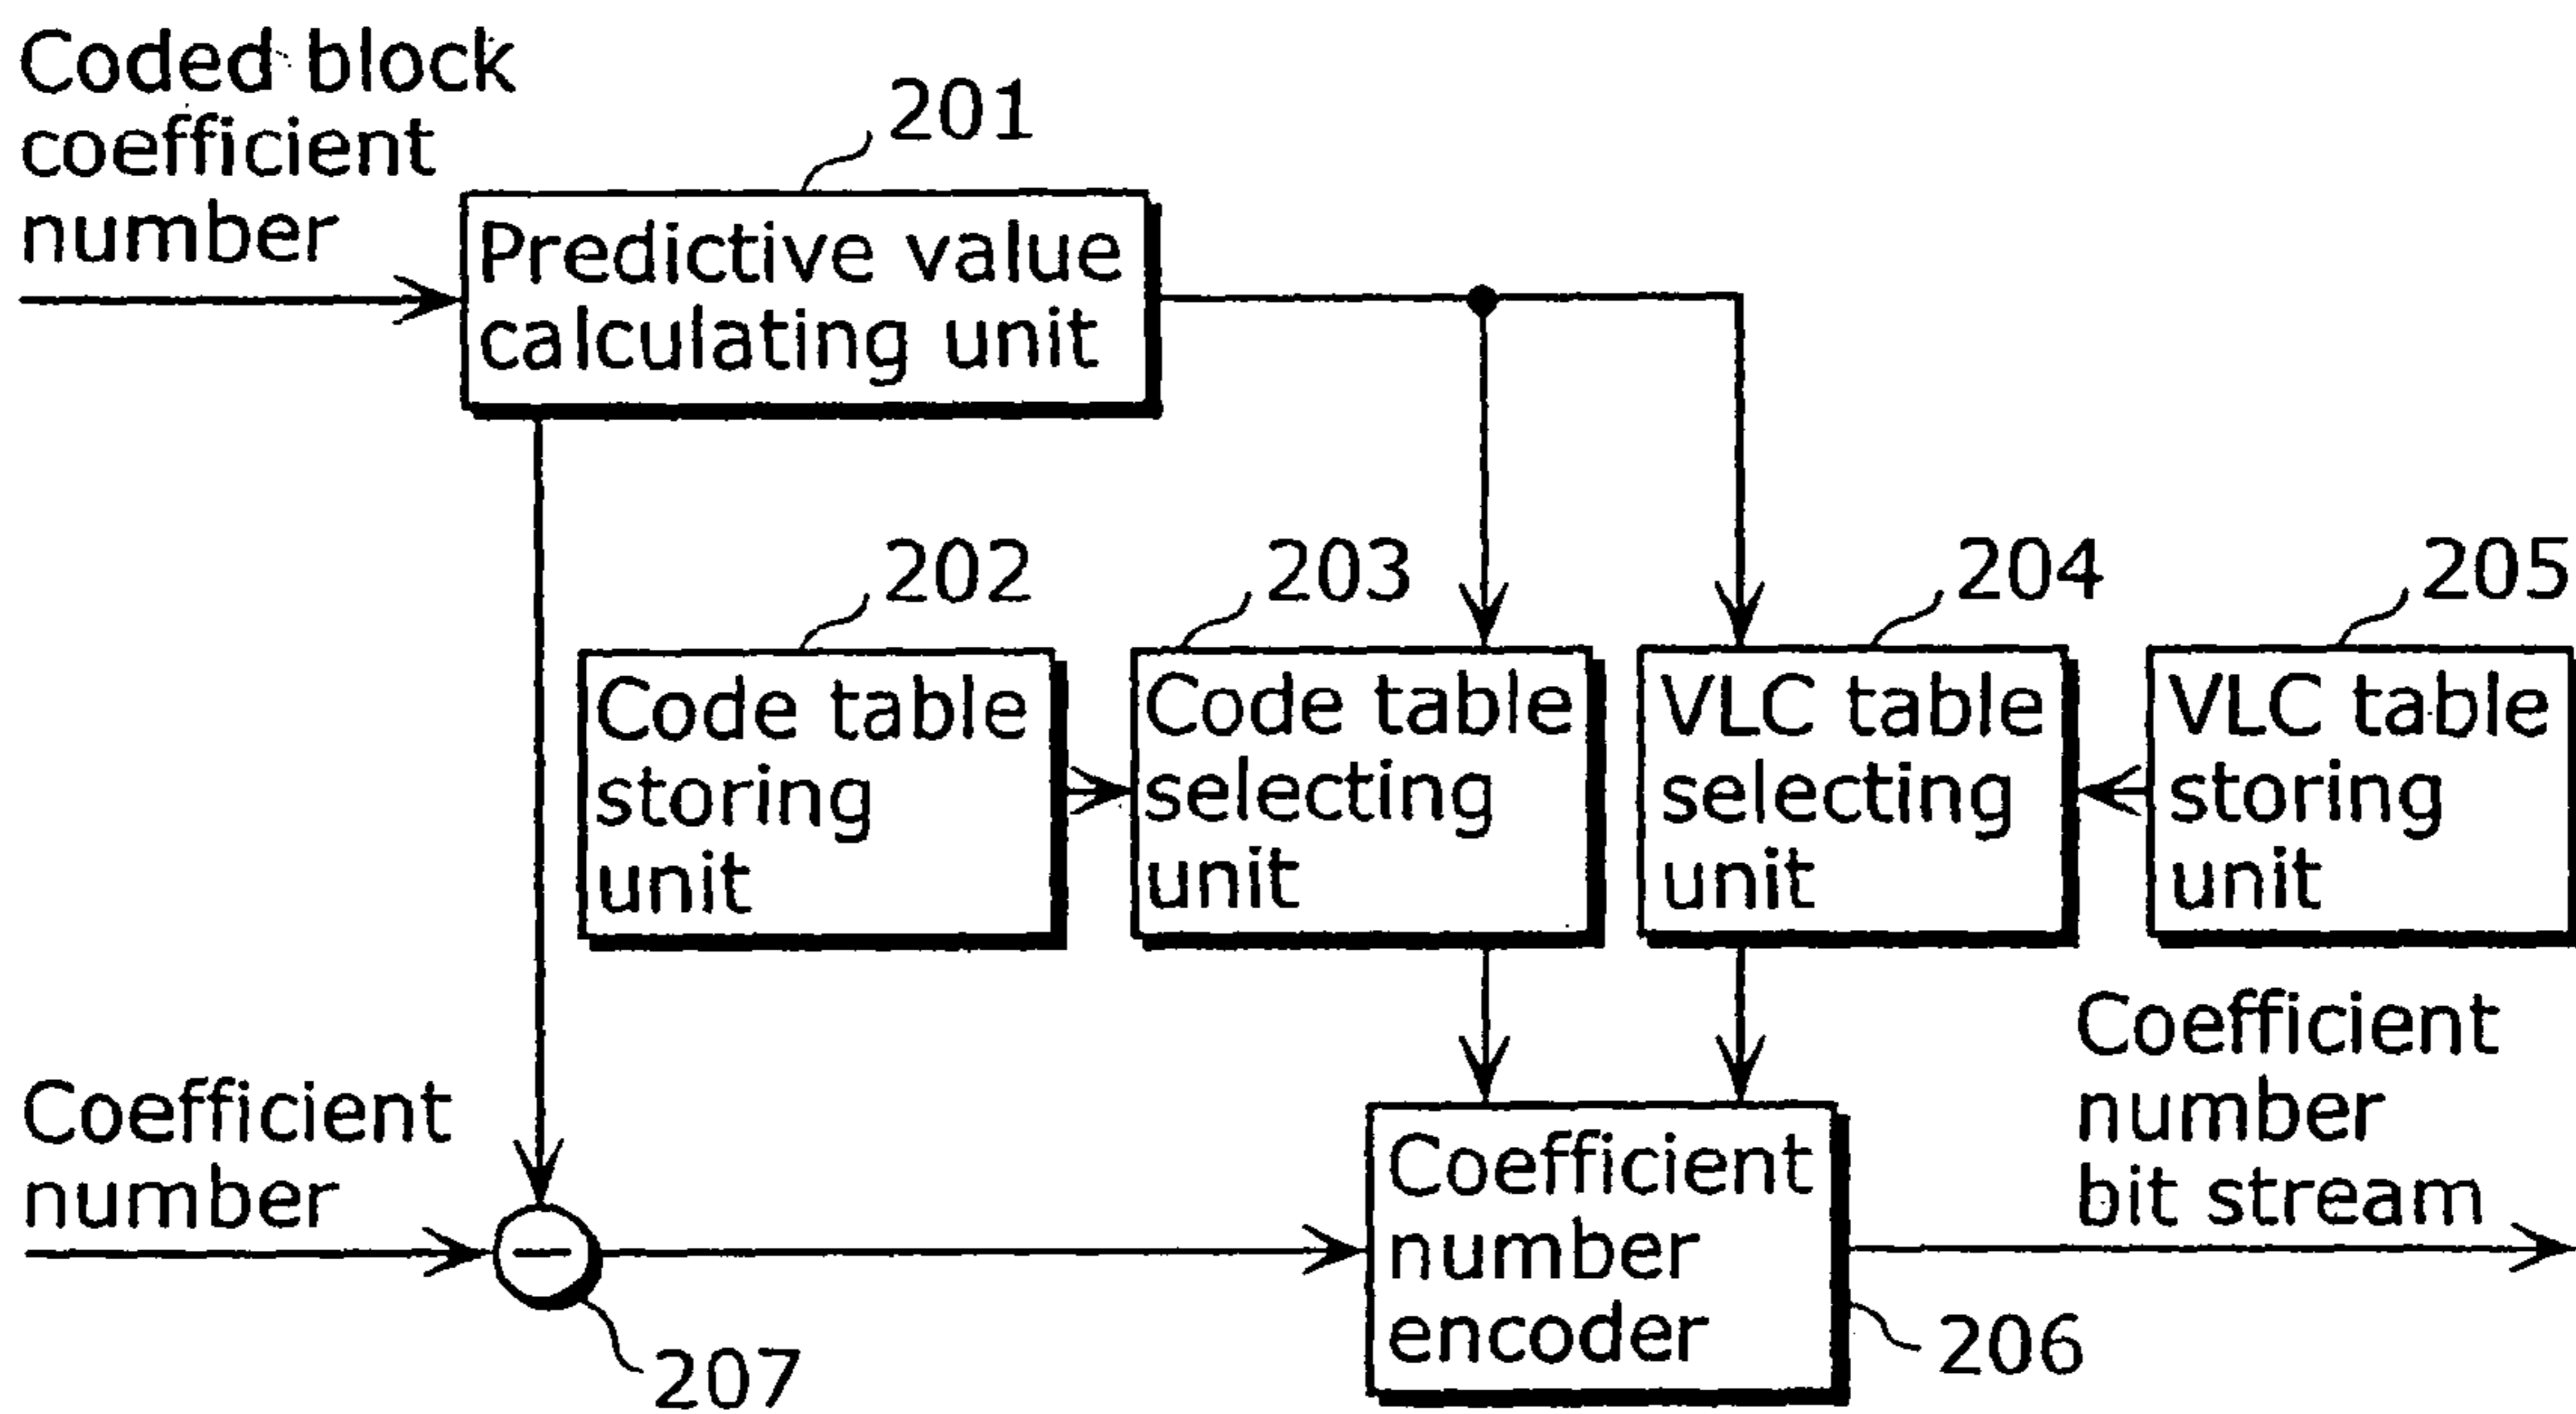 Coded block
coefficient
number
201
Predictive value
calculating unit
202
203
204
205
Code table
storing
unit
Code table
selecting
unit
VLC table
selecting
unit
VLC table
storing
unit
Coefficient
number
207
Coefficient
number
encoder
206
Coefficient
number
bit stream